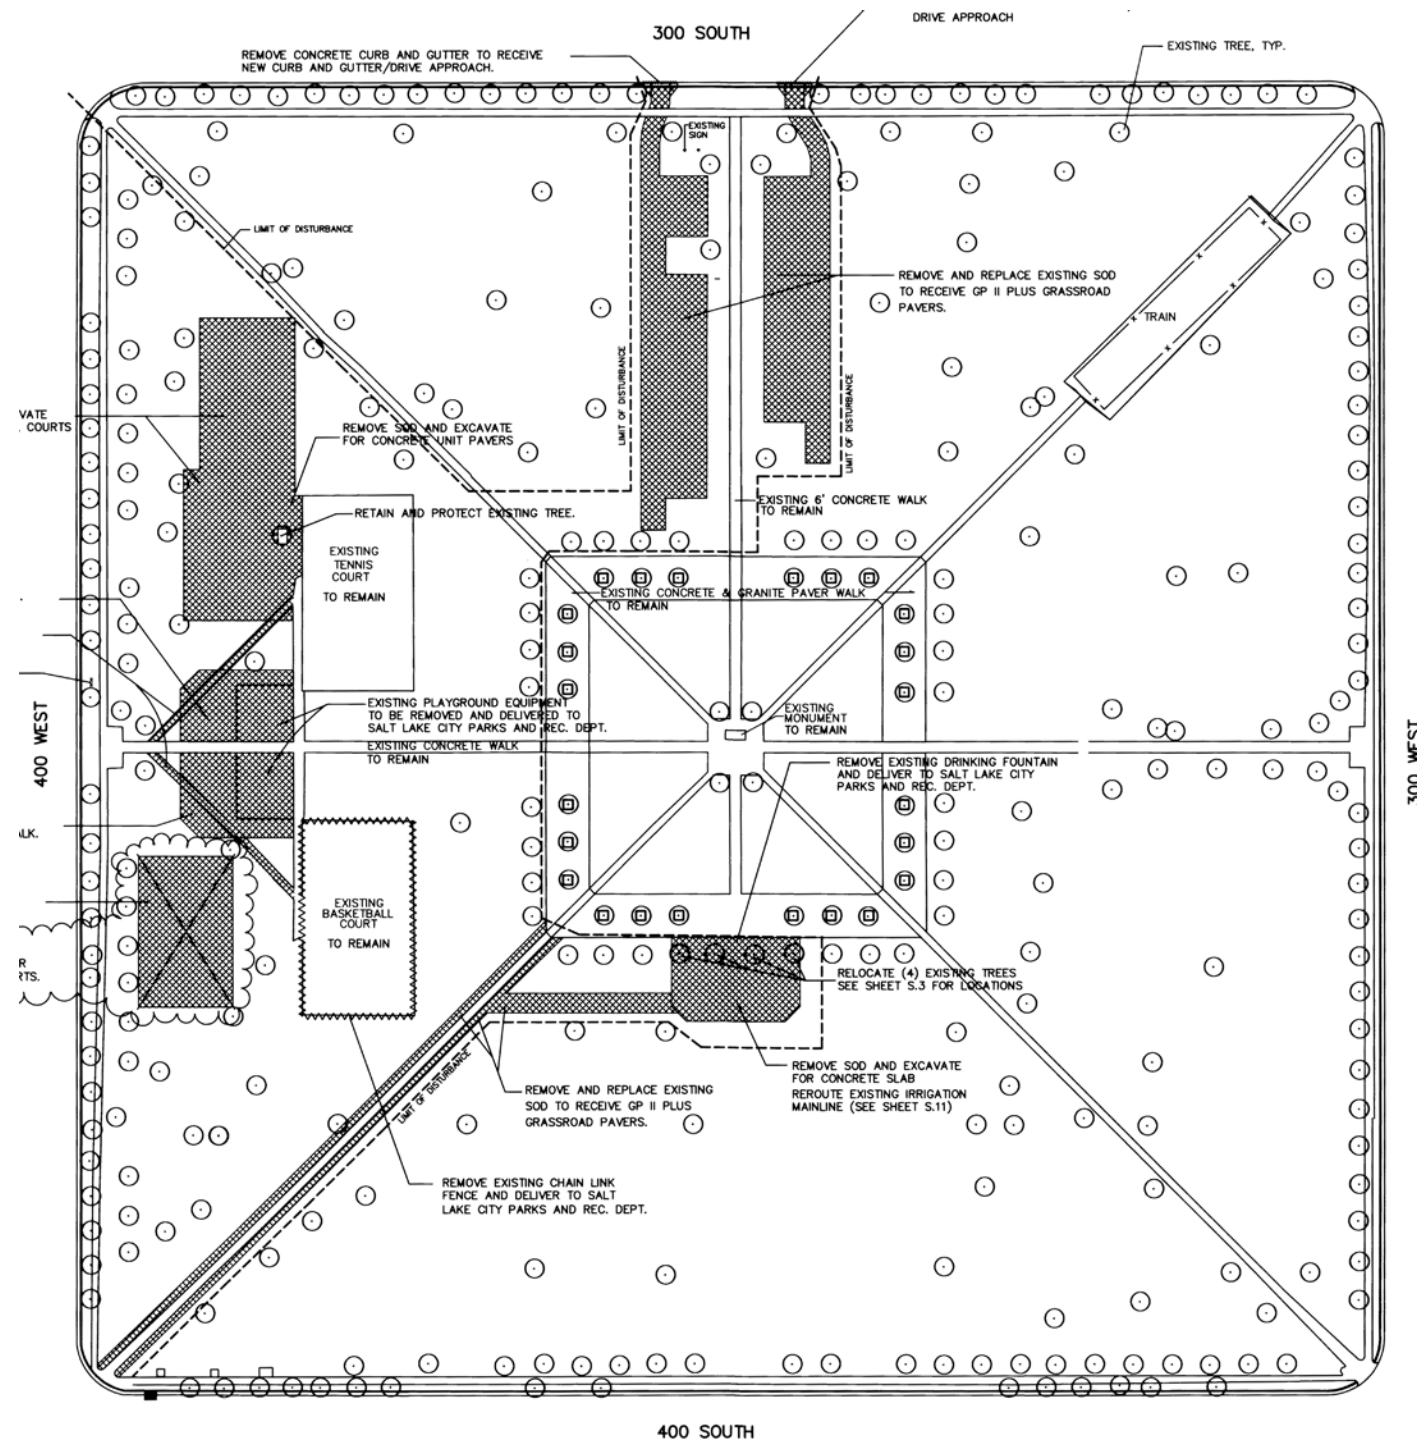 DRIVE APPROACH
300 SOUTH
REMOVE CONCRETE CURB AND GUTTER TO RECEIVE
NEW CURB AND GUTTER/DRIVE APPROACH.
EXISTING TREE, TYP.
EXISTING
SIGN
LIMIT OF DISTURBANCE
REMOVE AND REPLACE EXISTING SOD
TO RECEIVE GP II PLUS GRASSROAD
PAVERS.
TRAIN
LIMIT OF DISTURBANCE
LIMIT OF DISTURBANCE
VATE
. COURTS
REMOVE SOD AND EXCAVATE
FOR CONCRETE UNIT PAVERS
EXISTING 6' CONCRETE WALK
TO REMAIN
RETAIN AND PROTECT EXISTING TREE.
EXISTING
TENNIS
COURT
TO REMAIN
EXISTING CONCRETE & GRANITE PAVER WALK
TO REMAIN
EXISTING PLAYGROUND EQUIPMENT
TO BE REMOVED AND DELIVERED TO
SALT LAKE CITY PARKS AND REC. DEPT.
EXISTING CONCRETE WALK
TO REMAIN
EXISTING
MONUMENT
TO REMAIN
400 WEST
300 WEST
REMOVE EXISTING DRINKING FOUNTAIN
AND DELIVER TO SALT LAKE CITY
PARKS AND REC. DEPT.
LK.
EXISTING
BASKETBALL
COURT
TO REMAIN
R
RTS.
RELOCATE (4) EXISTING TREES
SEE SHEET S.3 FOR LOCATIONS
LIMIT OF DISTURBANCE
REMOVE SOD AND EXCAVATE
FOR CONCRETE SLAB
REROUTE EXISTING IRRIGATION
MAINLINE (SEE SHEET S.11)
REMOVE AND REPLACE EXISTING
SOD TO RECEIVE GP II PLUS
GRASSROAD PAVERS.
REMOVE EXISTING CHAIN LINK
FENCE AND DELIVER TO SALT
LAKE CITY PARKS AND REC. DEPT.
400 SOUTH